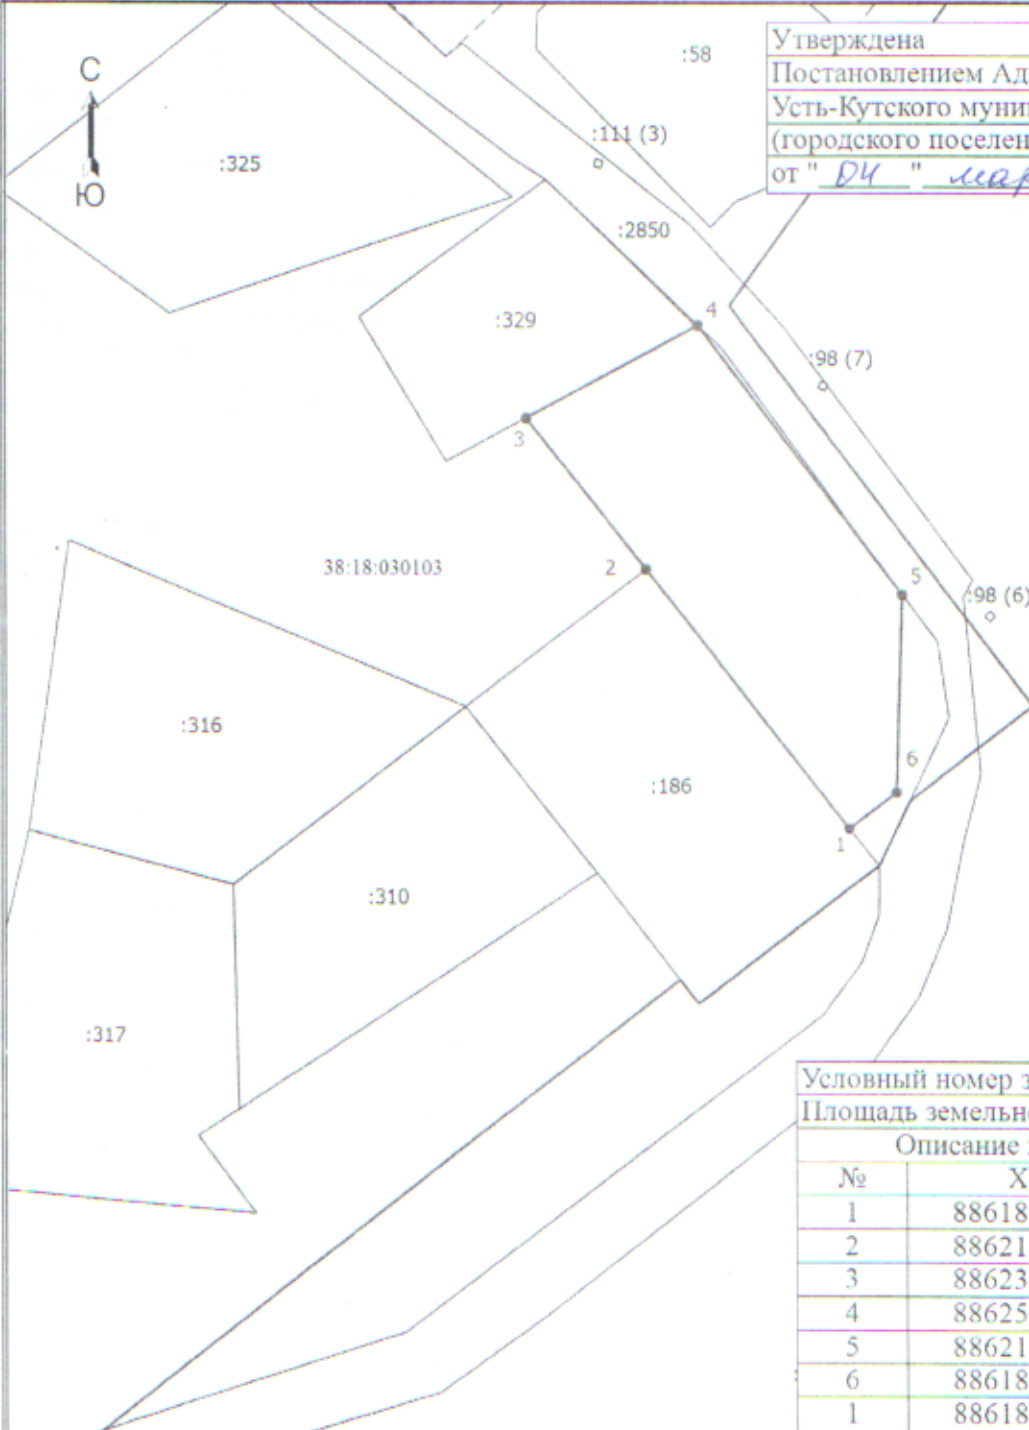 С
Ю
:58
Утверждена
Постановлением Ад
Усть-Кутского муни
(городского поселен
от " 04 " мар
:111 (3)
:325
:2850
:329
4
:98 (7)
3
38:18:030103
2
5
:98 (6)
:316
:186
6
1
:310
:317
Условный номер з
Площадь земельн
Описание
№ X
1 88618
2 88621
3 88623
4 88625
5 88621
6 88618
1 88618